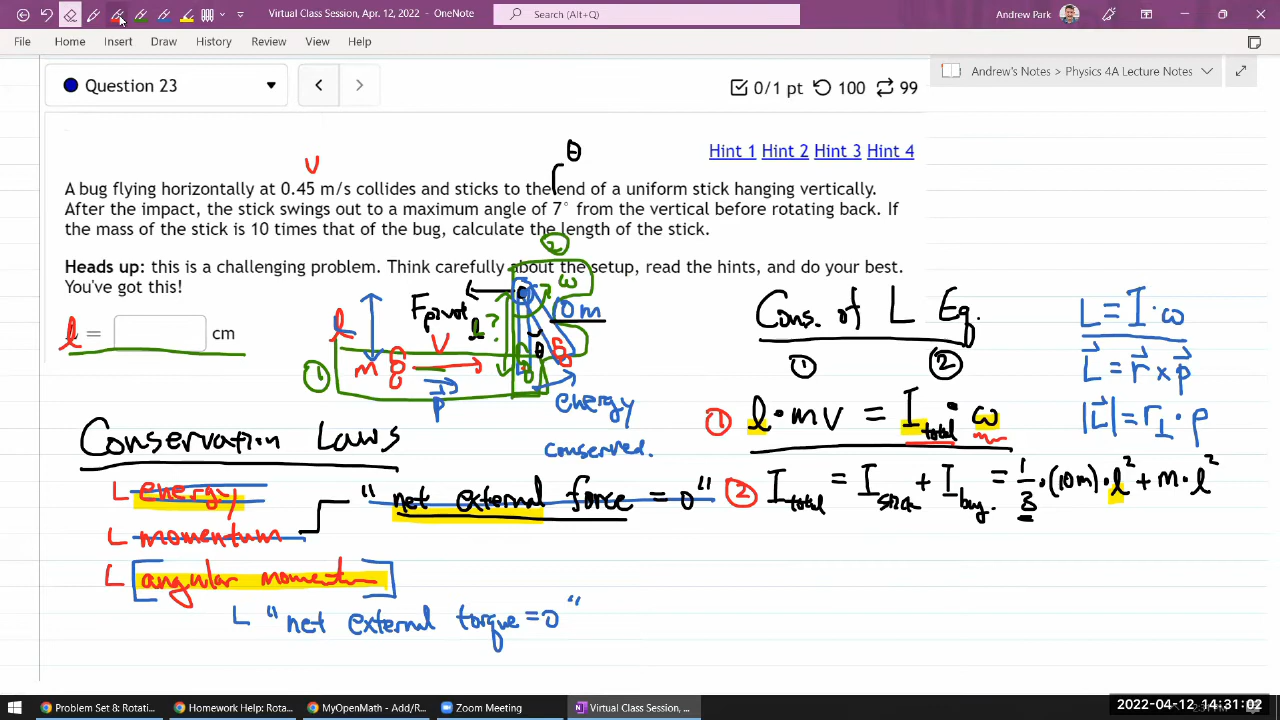 Virtual Class Session, Apr. 12, 2022 - OneNote
Search (Alt+Q)
Andrew Park
File Home Insert Draw History Review View Help
Question 23
0/1 pt 100 99
Andrew's Notes > Physics 4A Lecture Notes
Hint 1 Hint 2 Hint 3 Hint 4
V
θ
A bug flying horizontally at 0.45 m/s collides and sticks to the end of a uniform stick hanging vertically.
After the impact, the stick swings out to a maximum angle of 7° from the vertical before rotating back. If
the mass of the stick is 10 times that of the bug, calculate the length of the stick.
Heads up: this is a challenging problem. Think carefully about the setup, read the hints, and do your best.
You've got this!
l = cm
②
ω
F pivot
10m
l ?
l
V
θ
m
①
p
energy
conserved.
Conservation Laws
energy
momentum
"net external force = 0"
angular momentum
"net external torque = 0"
Cons. of L Eq.
① ②
① l · mV = I total · ω
② I total = I stick + I bug = 1/3 · (10m) · l² + m · l²
L = I · ω
L = r x p
|L| = r⊥ · p
Problem Set 8: Rotati... Homework Help: Rota... MyOpenMath - Add/R... Zoom Meeting Virtual Class Session,...
2022-04-12 14:31:02